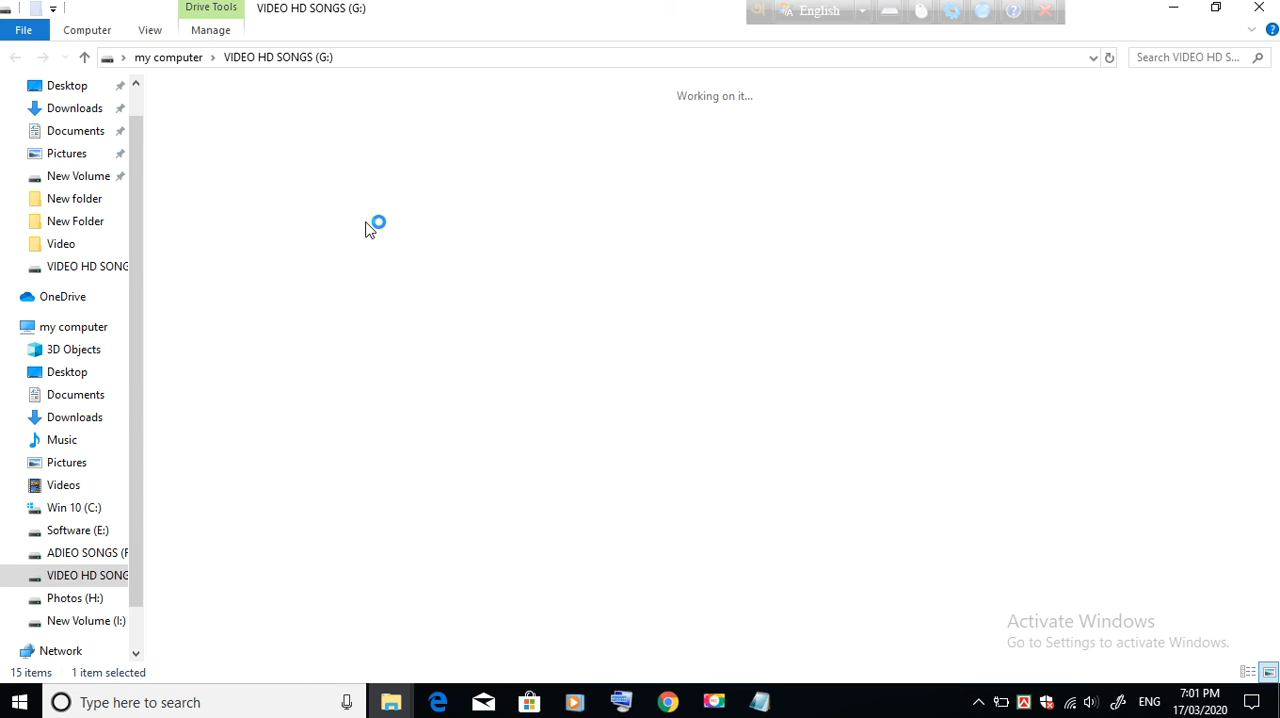 Drive Tools
VIDEO HD SONGS (G:)
English
File
Computer
View
Manage
my computer
VIDEO HD SONGS (G:)
Search VIDEO HD S...
Working on it...
Desktop
Downloads
Documents
Pictures
New Volume
New folder
New Folder
Video
VIDEO HD SONG
OneDrive
my computer
3D Objects
Desktop
Documents
Downloads
Music
Pictures
Videos
Win 10 (C:)
Software (E:)
ADIEO SONGS (F
VIDEO HD SONG
Photos (H:)
New Volume (I:)
Network
Activate Windows
Go to Settings to activate Windows.
15 items
1 item selected
Type here to search
ENG
7:01 PM
17/03/2020